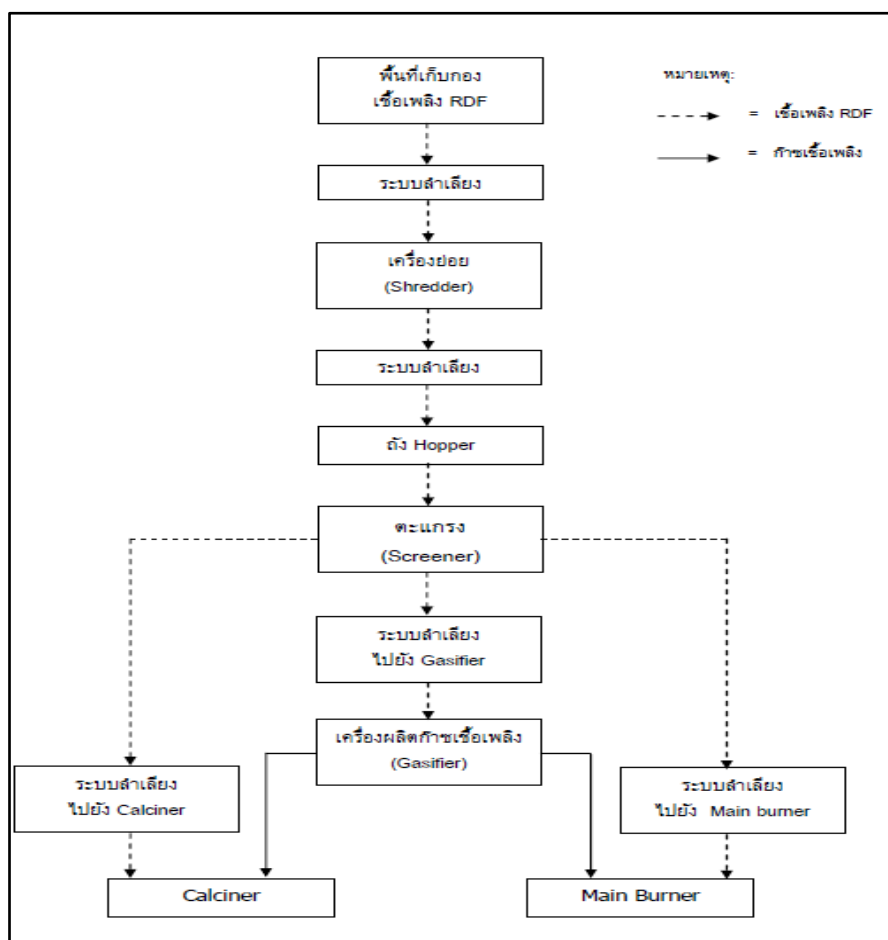 พื้นที่เก็บกอง
เชื้อเพลิง RDF
หมายเหตุ:
= เชื้อเพลิง RDF
= ก๊าซเชื้อเพลิง
ระบบลำเลียง
เครื่องย่อย
(Shredder)
ระบบลำเลียง
ถัง Hopper
ตะแกรง
(Screener)
ระบบลำเลียง
ไปยัง Gasifier
เครื่องผลิตก๊าซเชื้อเพลิง
(Gasifier)
ระบบลำเลียง
ไปยัง Calciner
ระบบลำเลียง
ไปยัง Main burner
Calciner
Main Burner